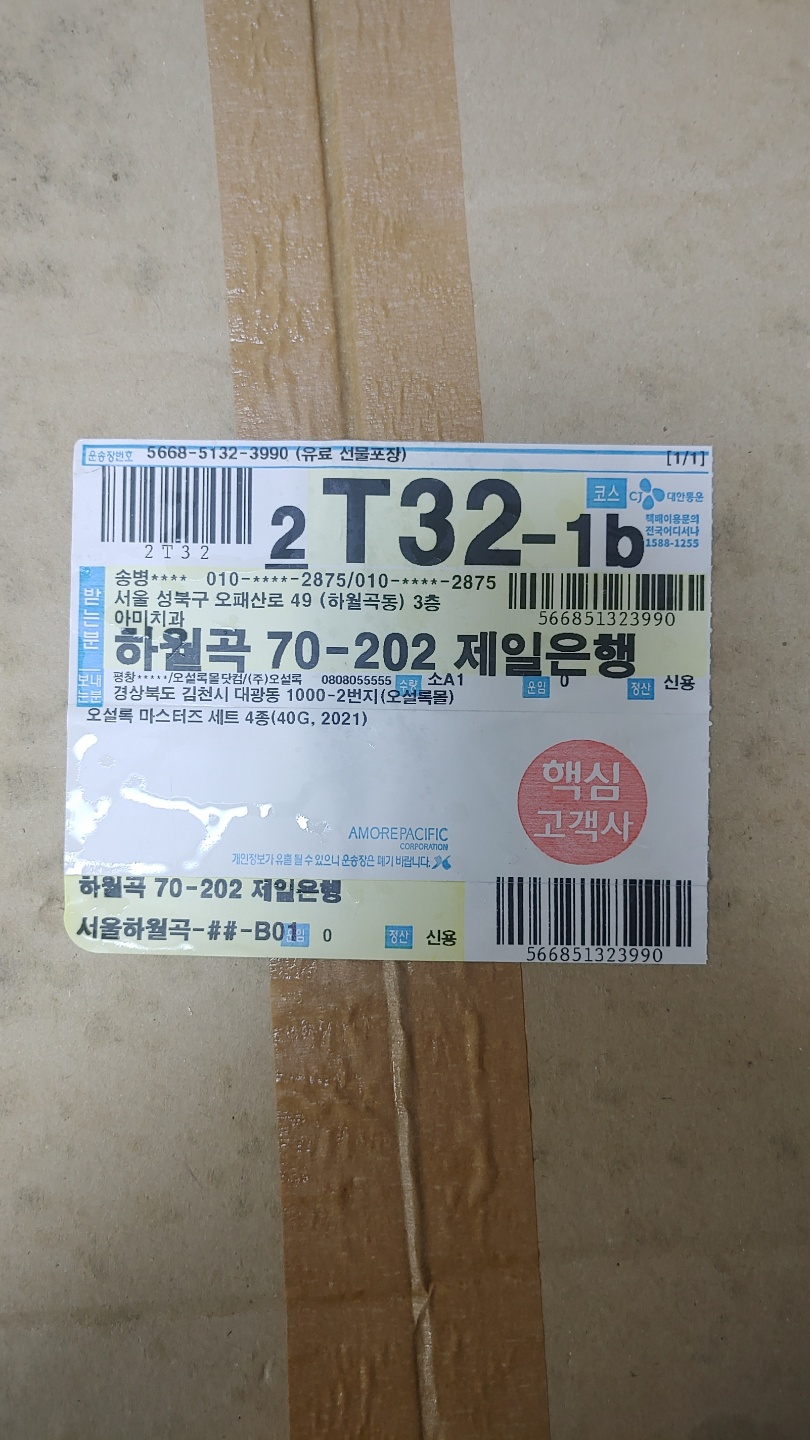 운송장번호 5668-5132-3990 (유료 선물포장) [1/1]
2T32
2 T32-1b
코스 CJ 대한통운
택배이용문의
전국어디서나
1588-1255
받는분
송병**** 010-****-2875/010-****-2875
서울 성북구 오패산로 49 (하월곡동) 3층
아미치과
566851323990
하월곡 70-202 제일은행
보내는분
평창*****/오설록몰닷컴/(주)오설록 0808055555 수량 소A1 운임 0 정산 신용
경상북도 김천시 대광동 1000-2번지(오설록몰)
오설록 마스터즈 세트 4종(40G, 2021)
핵심
고객사
AMOREPACIFIC
CORPORATION
개인정보가 유출 될 수 있으니 운송장은 폐기 바랍니다.
하월곡 70-202 제일은행
서울하월곡-##-B01 운임 0 정산 신용
566851323990